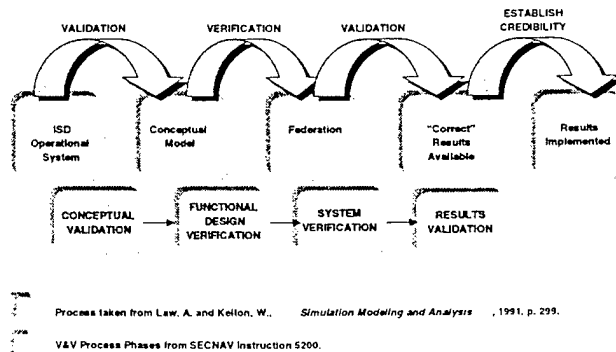 VALIDATION VERIFICATION VALIDATION ESTABLISH
CREDIBILITY
ISD
Operational
System
Conceptual
Model
Federation
"Correct"
Results
Available
Results
Implemented
CONCEPTUAL
VALIDATION
FUNCTIONAL
DESIGN
VERIFICATION
SYSTEM
VERIFICATION
RESULTS
VALIDATION
Process taken from Law, A. and Kellon, W., Simulation Modeling and Analysis , 1991, p. 299.
V&V Process Phases from SECNAV Instruction 5200.